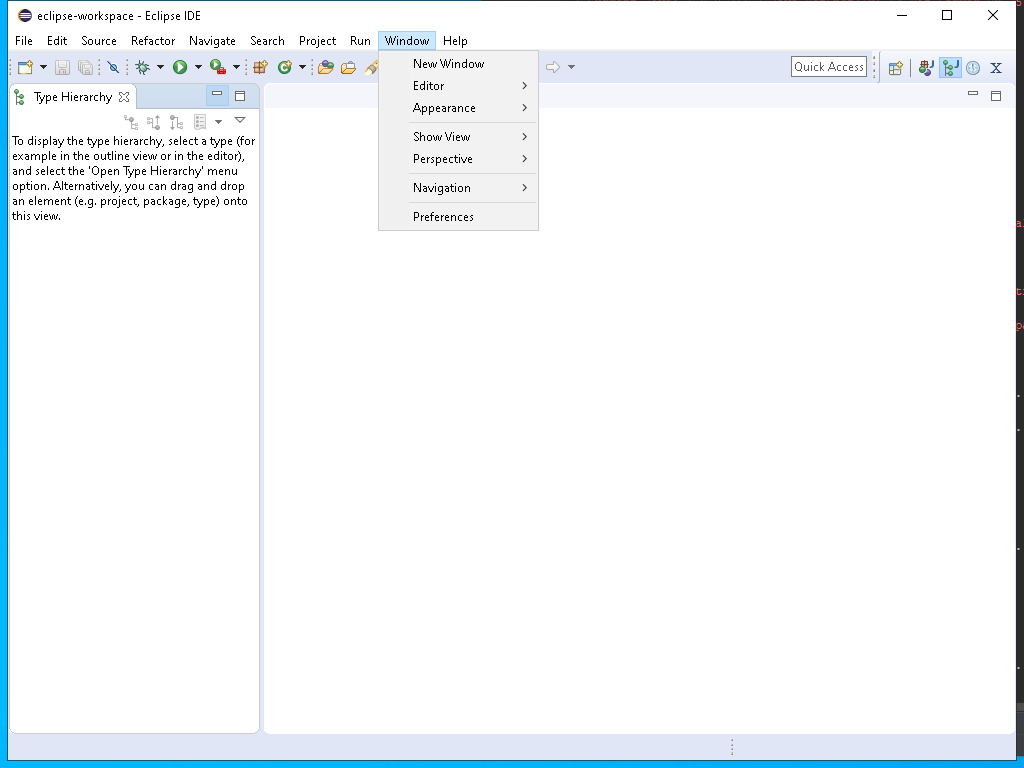 eclipse-workspace - Eclipse IDE
File Edit Source Refactor Navigate Search Project Run Window Help
New Window
Editor
Appearance
Show View
Perspective
Navigation
Preferences
Quick Access
Type Hierarchy
To display the type hierarchy, select a type (for
example in the outline view or in the editor),
and select the 'Open Type Hierarchy' menu
option. Alternatively, you can drag and drop
an element (e.g. project, package, type) onto
this view.